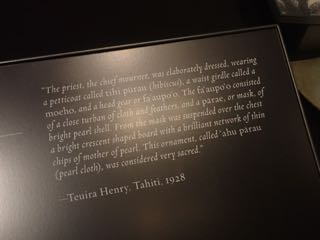 "The priest, the chief mourner, was elaborately dressed, wearing
a petticoat called tihi pūrau (hibiscus), a waist girdle called a
moeho, and a head gear or fa'aupo'o. The fa'aupo'o consisted
of a close turban of cloth and feathers, and a pārae, or mask, of
bright pearl shell. From the mask was suspended over the chest
a bright crescent shaped board with a brilliant network of thin
chips of mother of pearl. This ornament, called 'ahu pārau
(pearl cloth), was considered very sacred."
—Teuira Henry, Tahiti, 1928